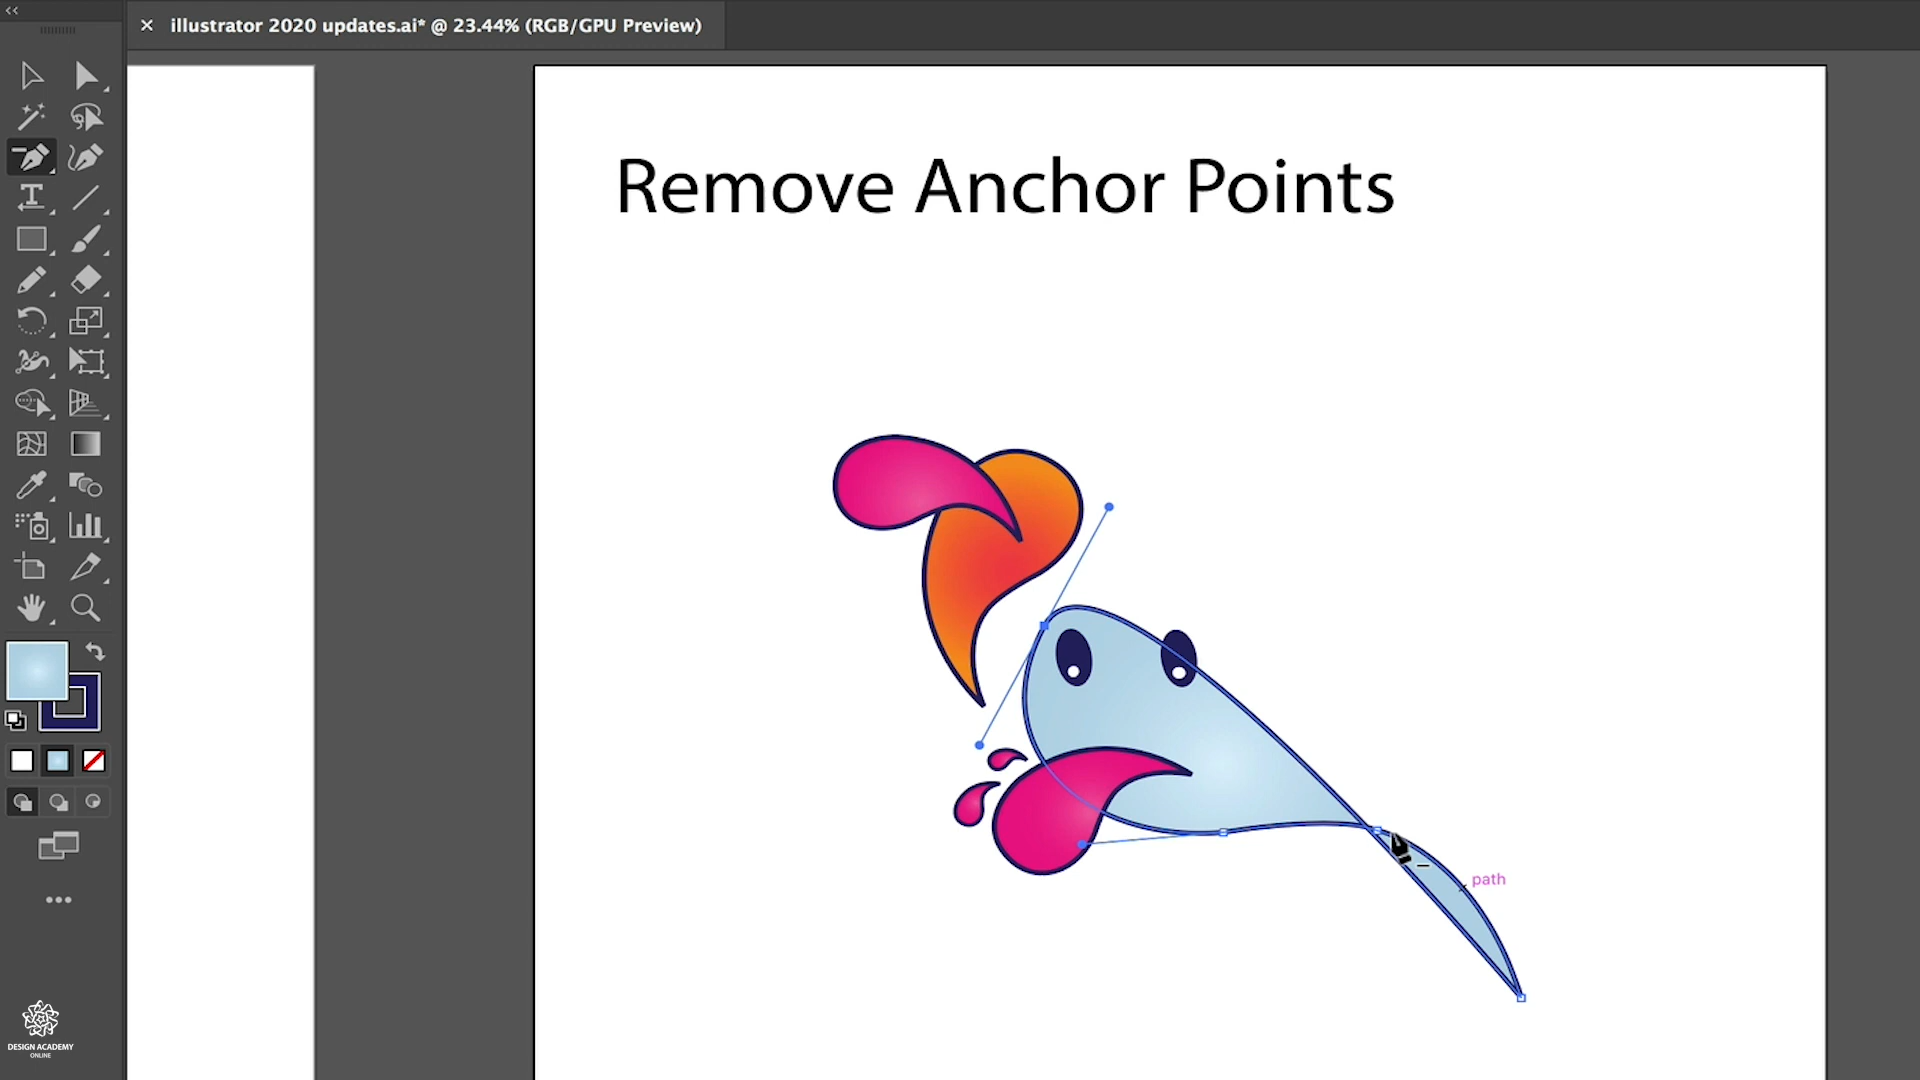 illustrator 2020 updates.ai* @ 23.44% (RGB/GPU Preview)
Remove Anchor Points
path
DESIGN ACADEMY
ONLINE